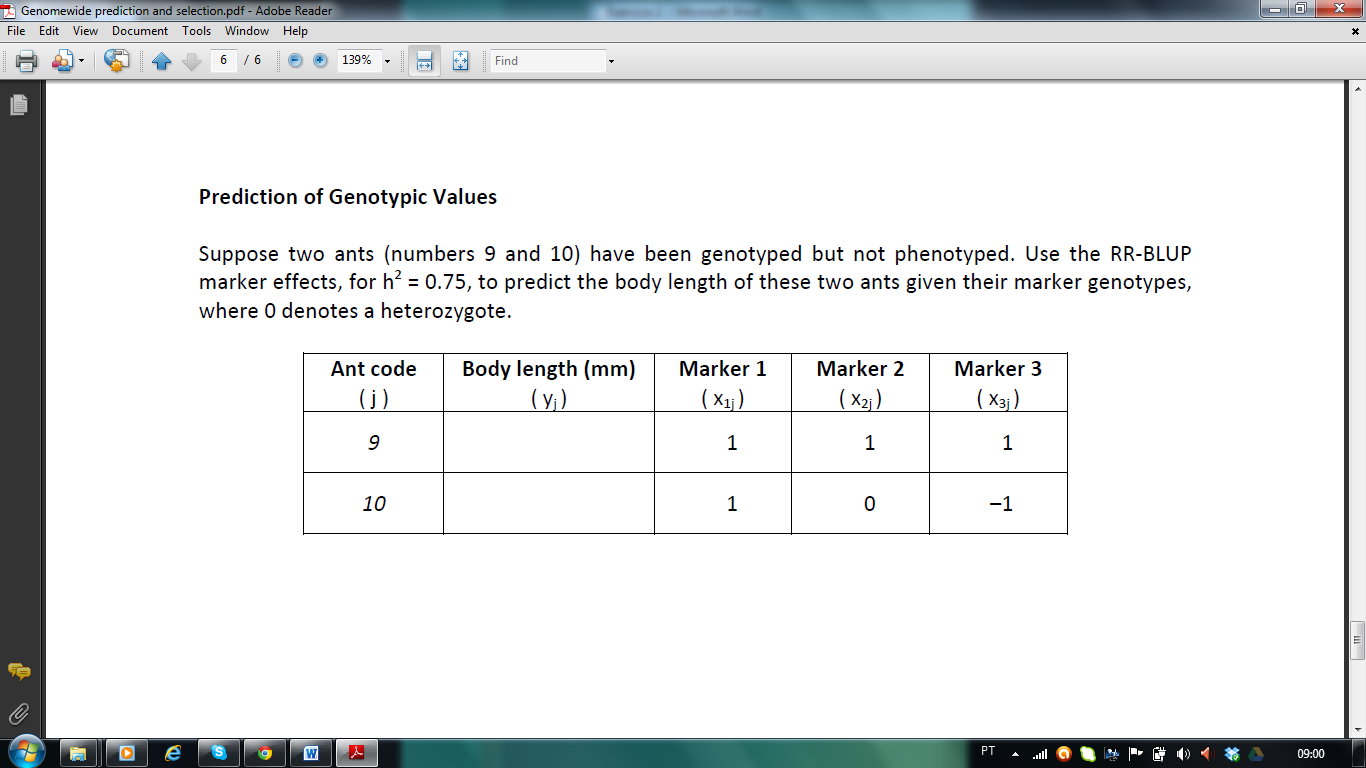 Genomewide prediction and selection.pdf - Adobe Reader
File Edit View Document Tools Window Help
6 / 6 139% Find
Prediction of Genotypic Values
Suppose two ants (numbers 9 and 10) have been genotyped but not phenotyped. Use the RR-BLUP
marker effects, for h² = 0.75, to predict the body length of these two ants given their marker genotypes,
where 0 denotes a heterozygote.
Ant code Body length (mm) Marker 1 Marker 2 Marker 3
( j ) ( yj ) ( x1j ) ( x2j ) ( x3j )
9 1 1 1
10 1 0 –1
PT 09:00